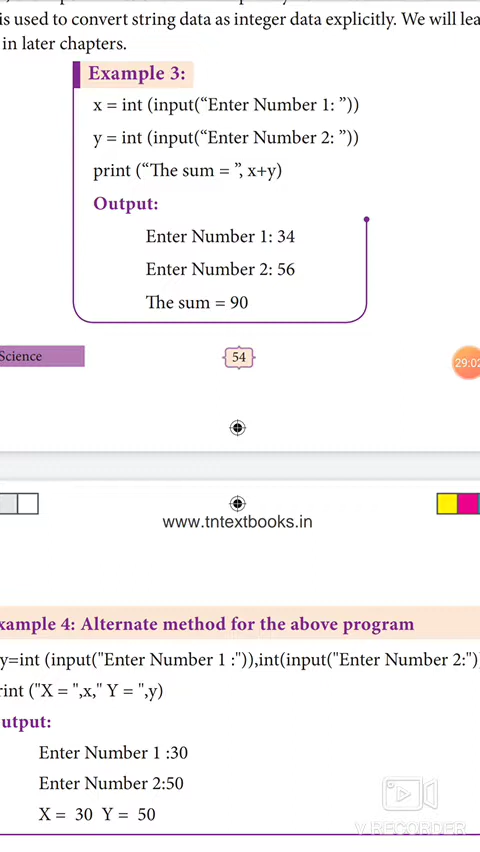 is used to convert string data as integer data explicitly. We will lea
in later chapters.
Example 3:
x = int (input(“Enter Number 1: ”))
y = int (input(“Enter Number 2: ”))
print (“The sum = ”, x+y)
Output:
Enter Number 1: 34
Enter Number 2: 56
The sum = 90
Science
54
29:02
www.tntextbooks.in
xample 4: Alternate method for the above program
y=int (input("Enter Number 1 :")),int(input("Enter Number 2:"))
rint ("X = ",x," Y = ",y)
utput:
Enter Number 1 :30
Enter Number 2:50
X = 30 Y = 50
V RECORDER